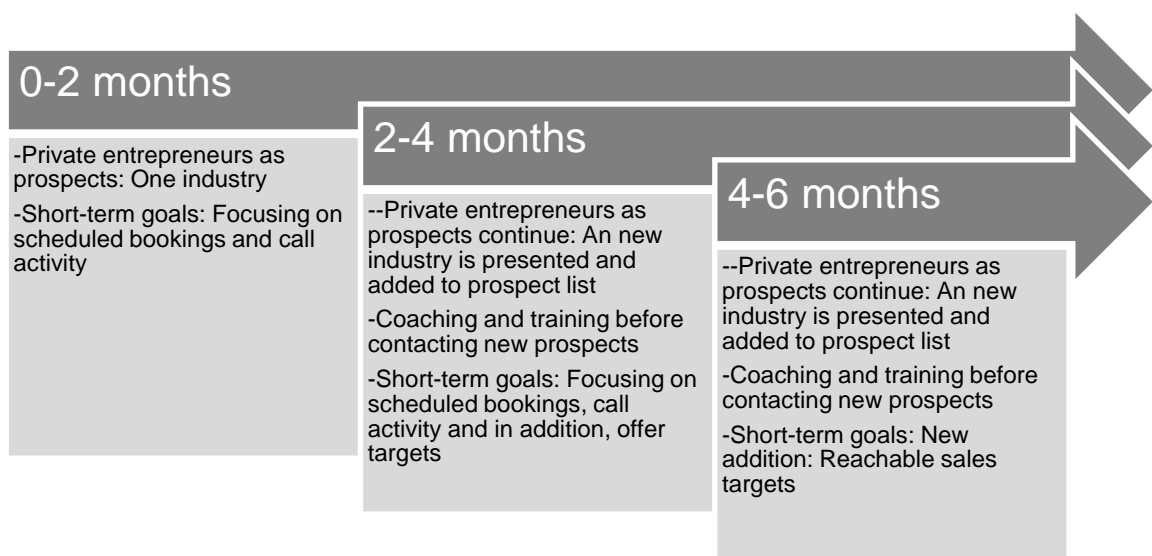 0-2 months
-Private entrepreneurs as
prospects: One industry
-Short-term goals: Focusing on
scheduled bookings and call
activity
2-4 months
--Private entrepreneurs as
prospects continue: An new
industry is presented and
added to prospect list
-Coaching and training before
contacting new prospects
-Short-term goals: Focusing on
scheduled bookings, call
activity and in addition, offer
targets
4-6 months
--Private entrepreneurs as
prospects continue: An new
industry is presented and
added to prospect list
-Coaching and training before
contacting new prospects
-Short-term goals: New
addition: Reachable sales
targets